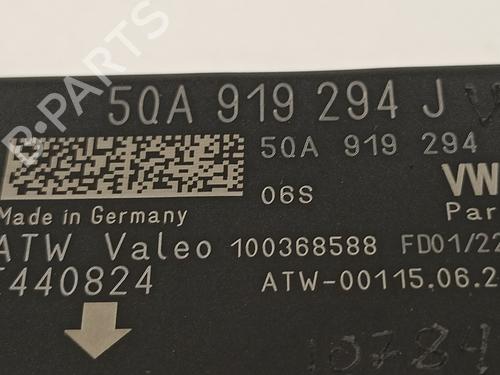 5QA 919 294 J
5QA 919 294
06S
VW
Made in Germany
Par
ATW Valeo 100368588 FD01/22
440824
ATW-00115.06.2
B-PARTS